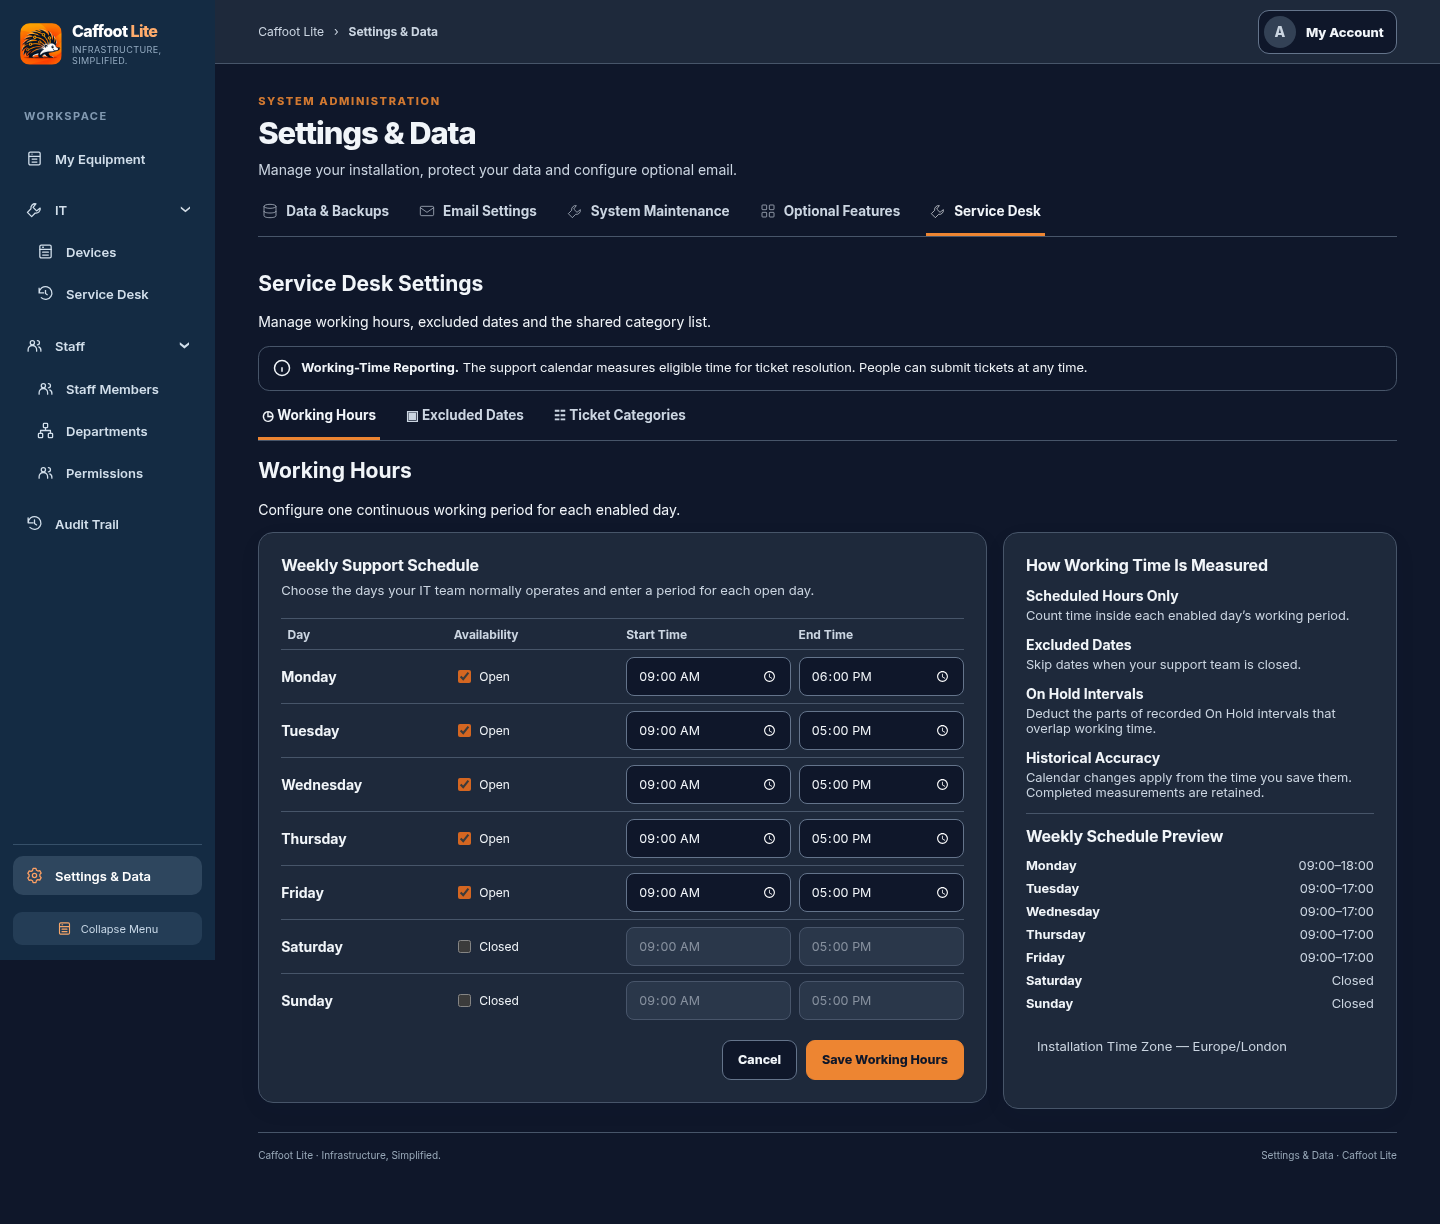 Caffoot Lite
INFRASTRUCTURE,
SIMPLIFIED.
WORKSPACE
My Equipment
IT
Devices
Service Desk
Staff
Staff Members
Departments
Permissions
Audit Trail
Settings & Data
Collapse Menu
Caffoot Lite › Settings & Data
A My Account
SYSTEM ADMINISTRATION
Settings & Data
Manage your installation, protect your data and configure optional email.
Data & Backups Email Settings System Maintenance Optional Features Service Desk
Service Desk Settings
Manage working hours, excluded dates and the shared category list.
Working-Time Reporting. The support calendar measures eligible time for ticket resolution. People can submit tickets at any time.
Working Hours Excluded Dates Ticket Categories
Working Hours
Configure one continuous working period for each enabled day.
Weekly Support Schedule
Choose the days your IT team normally operates and enter a period for each open day.
Day Availability Start Time End Time
Monday Open 09:00 AM 06:00 PM
Tuesday Open 09:00 AM 05:00 PM
Wednesday Open 09:00 AM 05:00 PM
Thursday Open 09:00 AM 05:00 PM
Friday Open 09:00 AM 05:00 PM
Saturday Closed 09:00 AM 05:00 PM
Sunday Closed 09:00 AM 05:00 PM
Cancel Save Working Hours
How Working Time Is Measured
Scheduled Hours Only
Count time inside each enabled day’s working period.
Excluded Dates
Skip dates when your support team is closed.
On Hold Intervals
Deduct the parts of recorded On Hold intervals that
overlap working time.
Historical Accuracy
Calendar changes apply from the time you save them.
Completed measurements are retained.
Weekly Schedule Preview
Monday 09:00–18:00
Tuesday 09:00–17:00
Wednesday 09:00–17:00
Thursday 09:00–17:00
Friday 09:00–17:00
Saturday Closed
Sunday Closed
Installation Time Zone — Europe/London
Caffoot Lite · Infrastructure, Simplified.
Settings & Data · Caffoot Lite